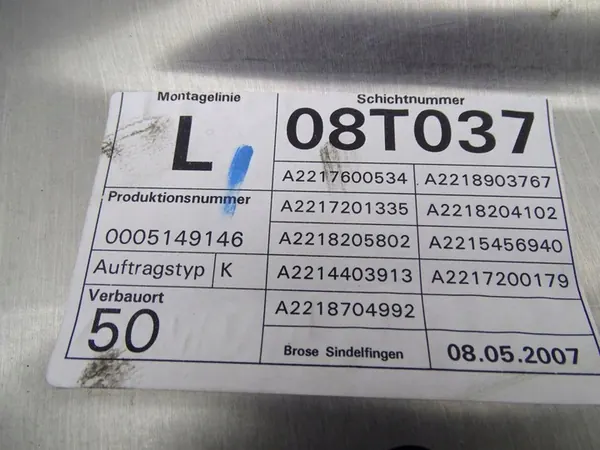 Montagelinie
L
Schichtnummer
08T037
A2217600534 A2218903767
Produktionsnummer
A2217201335 A2218204102
0005149146
A2218205802 A2215456940
Auftragstyp K
A2214403913 A2217200179
Verbauort
50
A2218704992
Brose Sindelfingen
08.05.2007